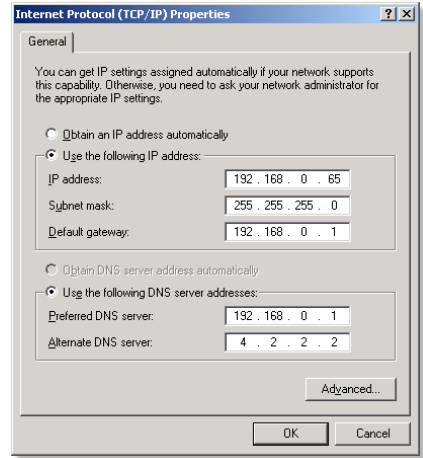 Internet Protocol (TCP/IP) Properties
General
You can get IP settings assigned automatically if your network supports
this capability. Otherwise, you need to ask your network administrator for
the appropriate IP settings.
Obtain an IP address automatically
Use the following IP address:
IP address: 192 . 168 . 0 . 65
Subnet mask: 255 . 255 . 255 . 0
Default gateway: 192 . 168 . 0 . 1
Obtain DNS server address automatically
Use the following DNS server addresses:
Preferred DNS server: 192 . 168 . 0 . 1
Alternate DNS server: 4 . 2 . 2 . 2
Advanced...
OK Cancel